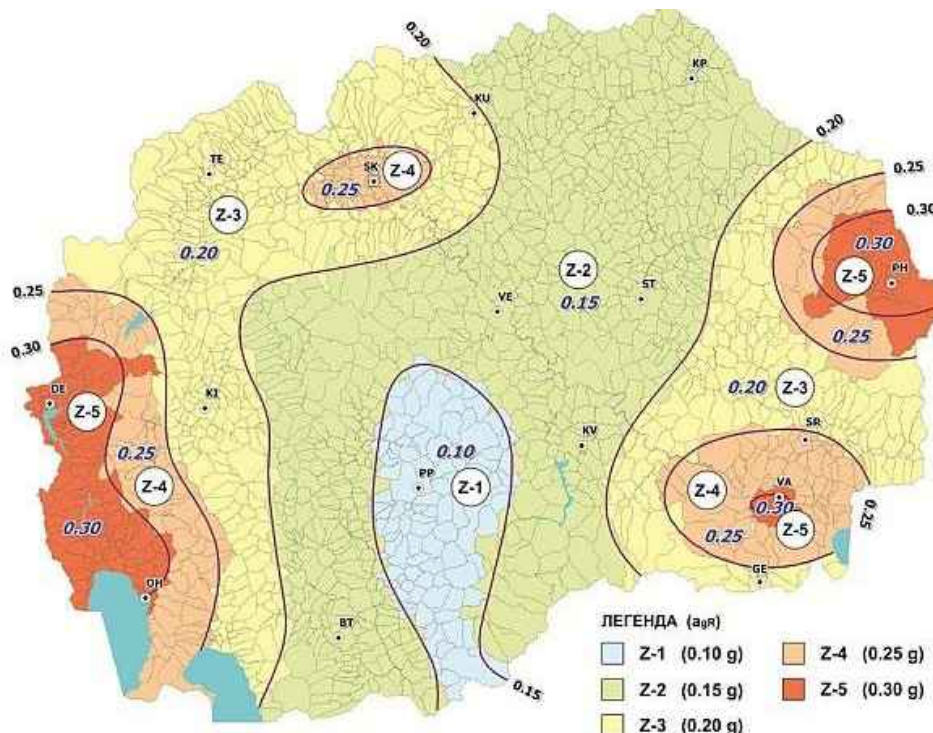 0.20
KP
KU
0.20
TE
SK
Z-4
0.25
0.25
0.30
Z-3
0.20
0.30
Z-5
PH
Z-2
0.15
ST
VE
0.25
0.25
0.30
DE
Z-5
KI
0.20
Z-3
SR
0.25
Z-4
0.10
PP
Z-1
KV
Z-4
VA
0.30
Z-5
0.25
0.25
0.30
OH
BT
GE
0.15
ЛЕГЕНДА (agR)
Z-1 (0.10 g)
Z-4 (0.25 g)
Z-2 (0.15 g)
Z-5 (0.30 g)
Z-3 (0.20 g)